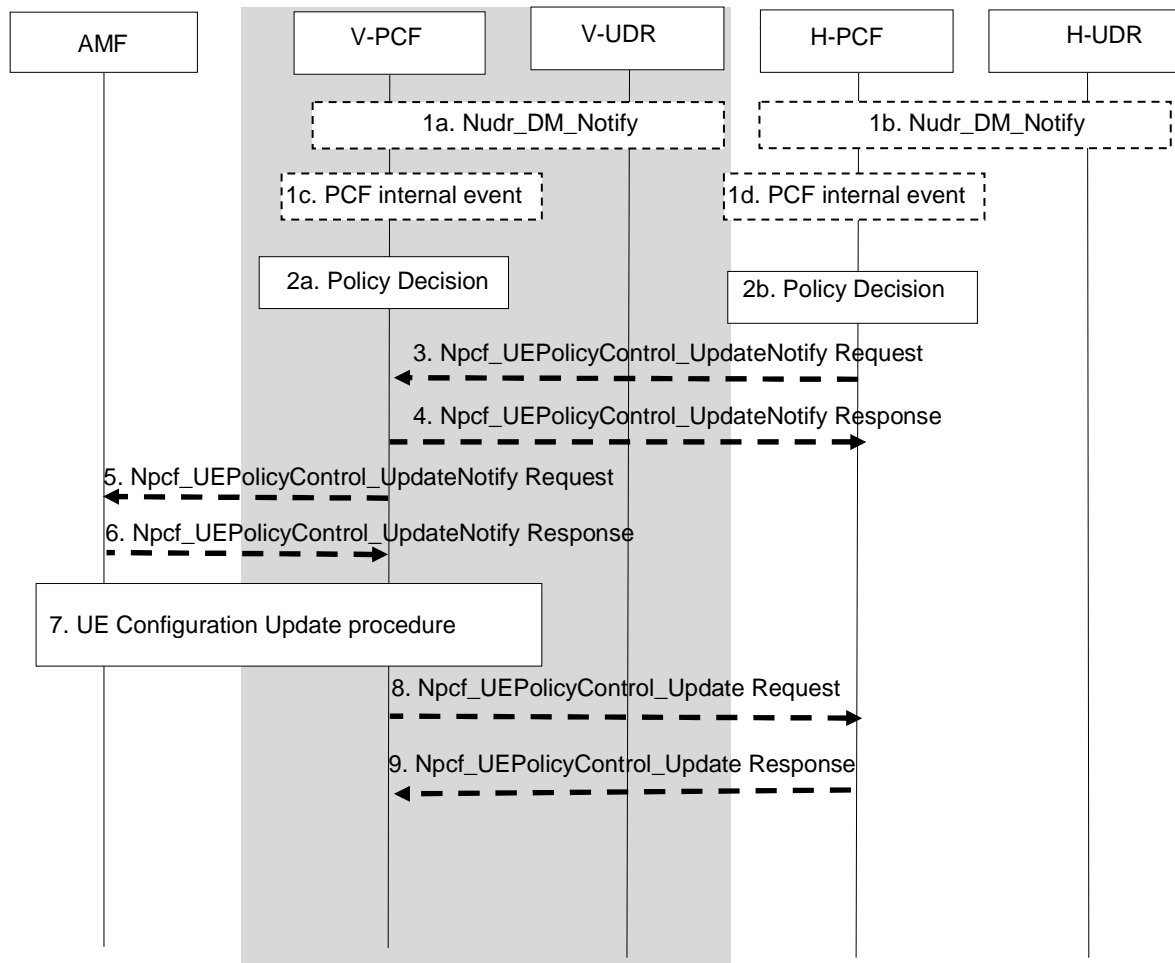 AMF
V-PCF
V-UDR
H-PCF
H-UDR
1a. Nudr_DM_Notify
1b. Nudr_DM_Notify
1c. PCF internal event
1d. PCF internal event
2a. Policy Decision
2b. Policy Decision
3. Npcf_UEPolicyControl_UpdateNotify Request
4. Npcf_UEPolicyControl_UpdateNotify Response
5. Npcf_UEPolicyControl_UpdateNotify Request
6. Npcf_UEPolicyControl_UpdateNotify Response
7. UE Configuration Update procedure
8. Npcf_UEPolicyControl_Update Request
9. Npcf_UEPolicyControl_Update Response